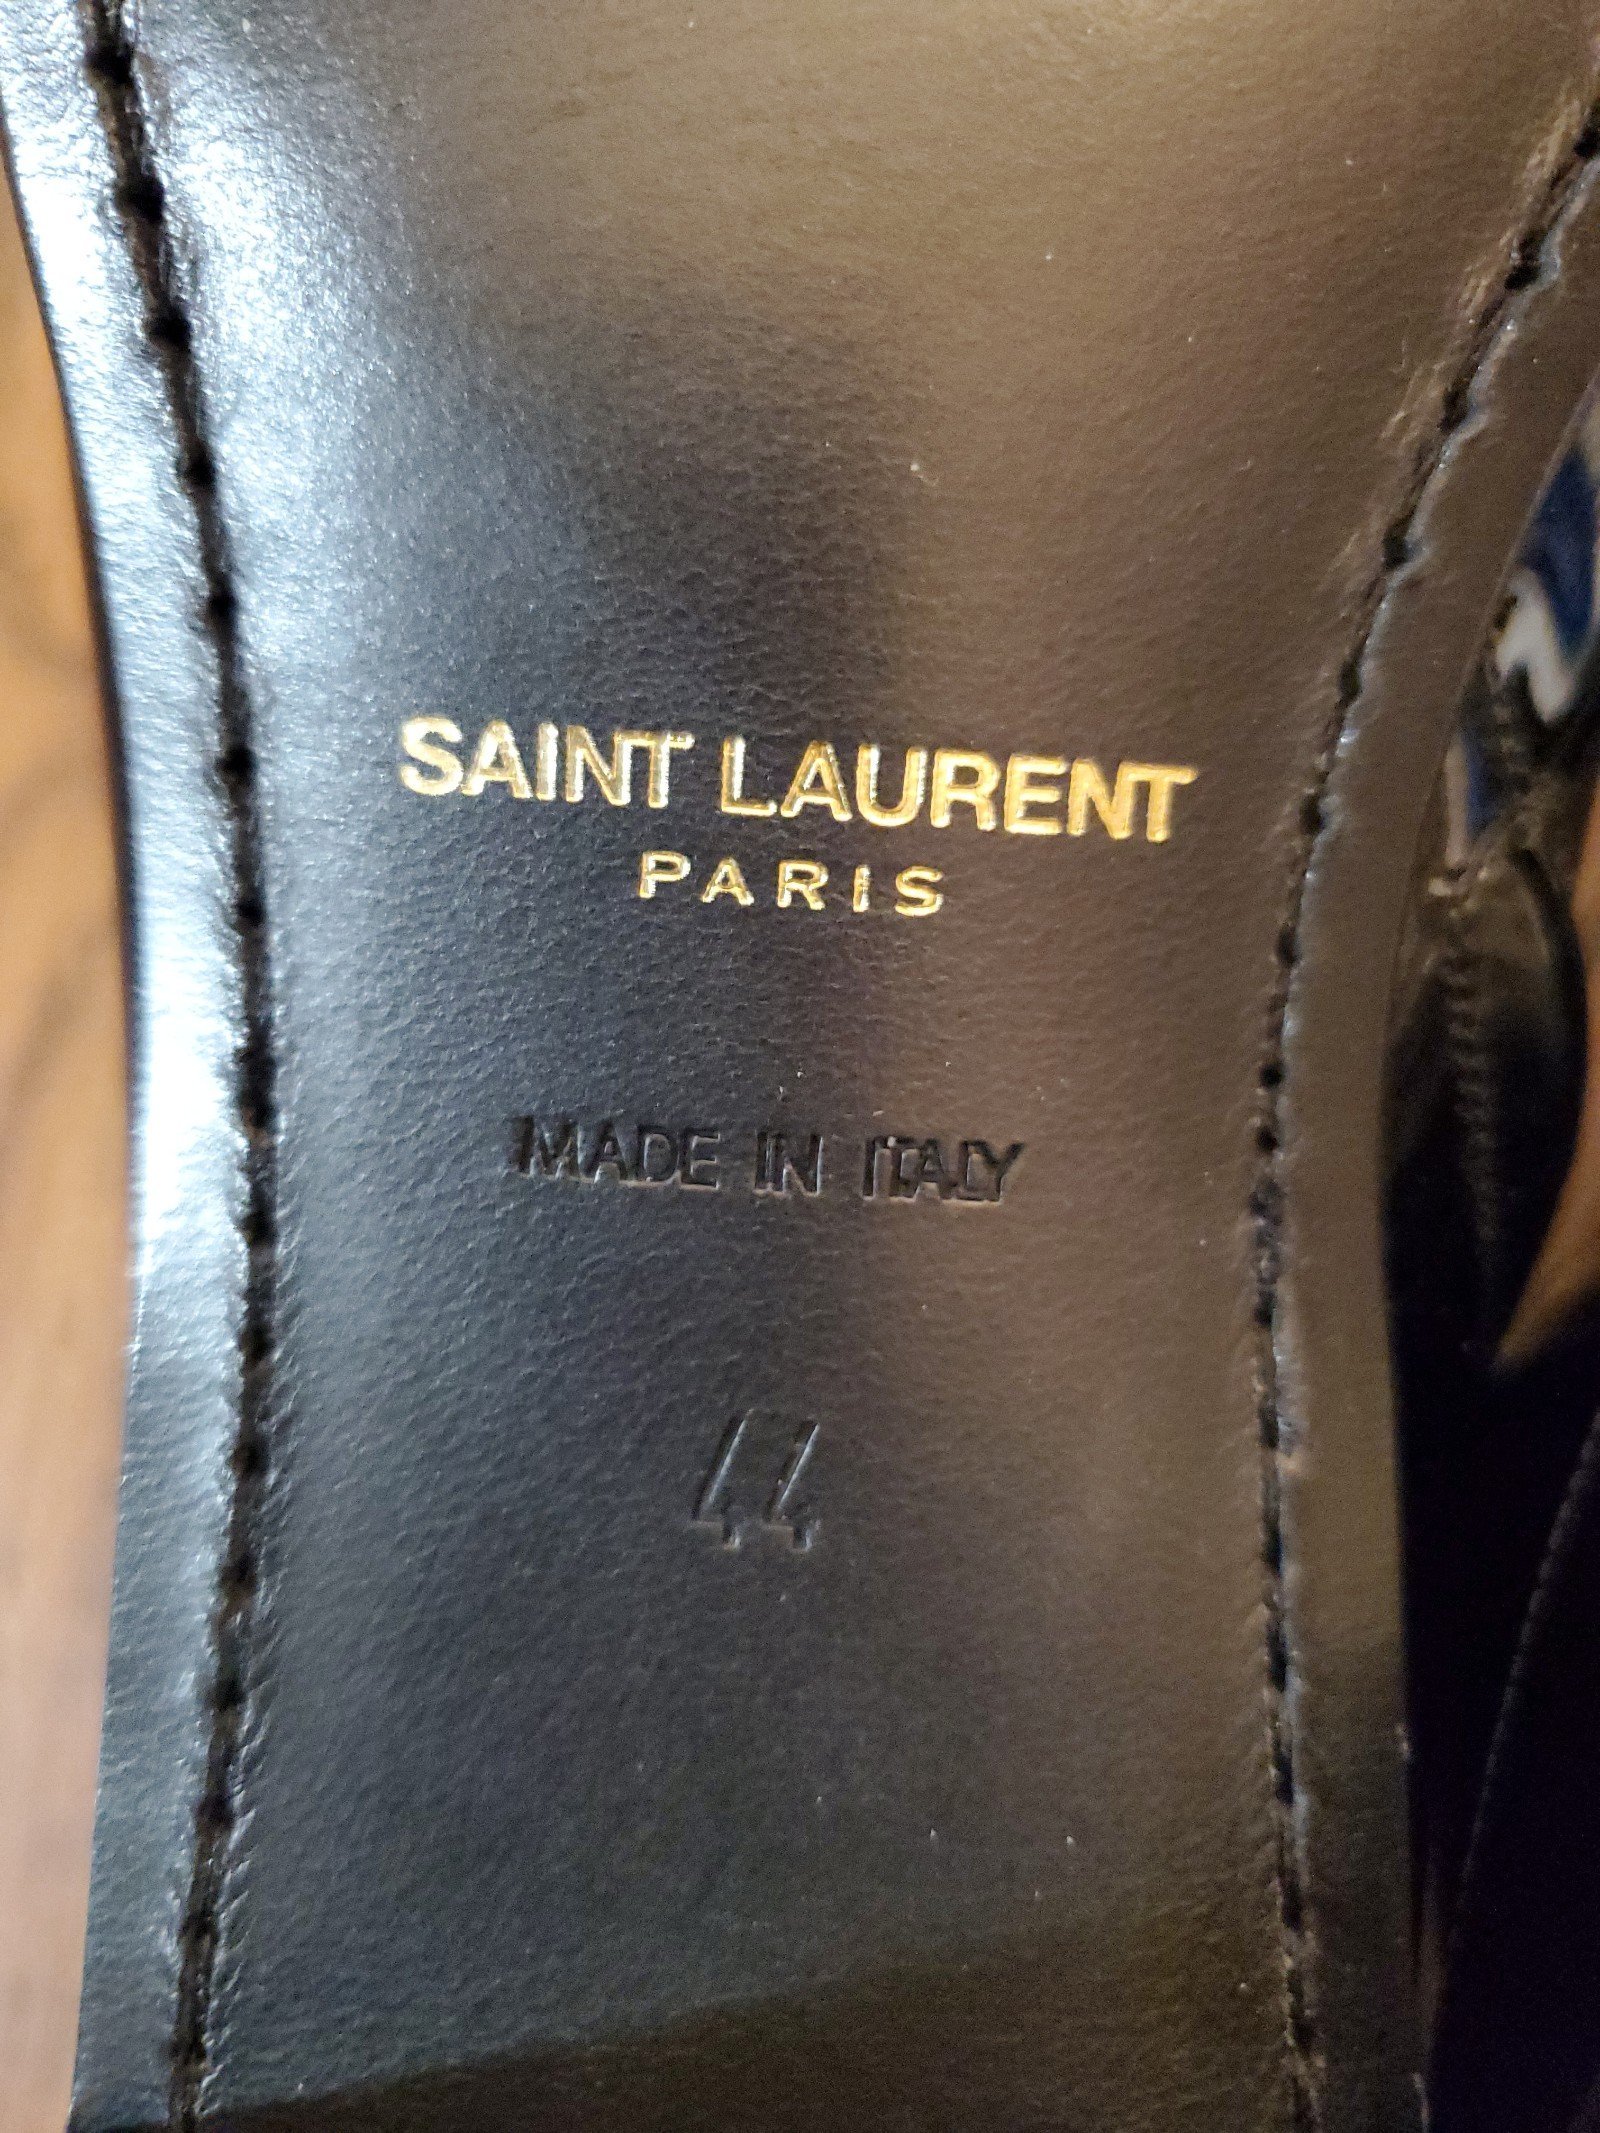 SAINT LAURENT
PARIS
MADE IN ITALY
44